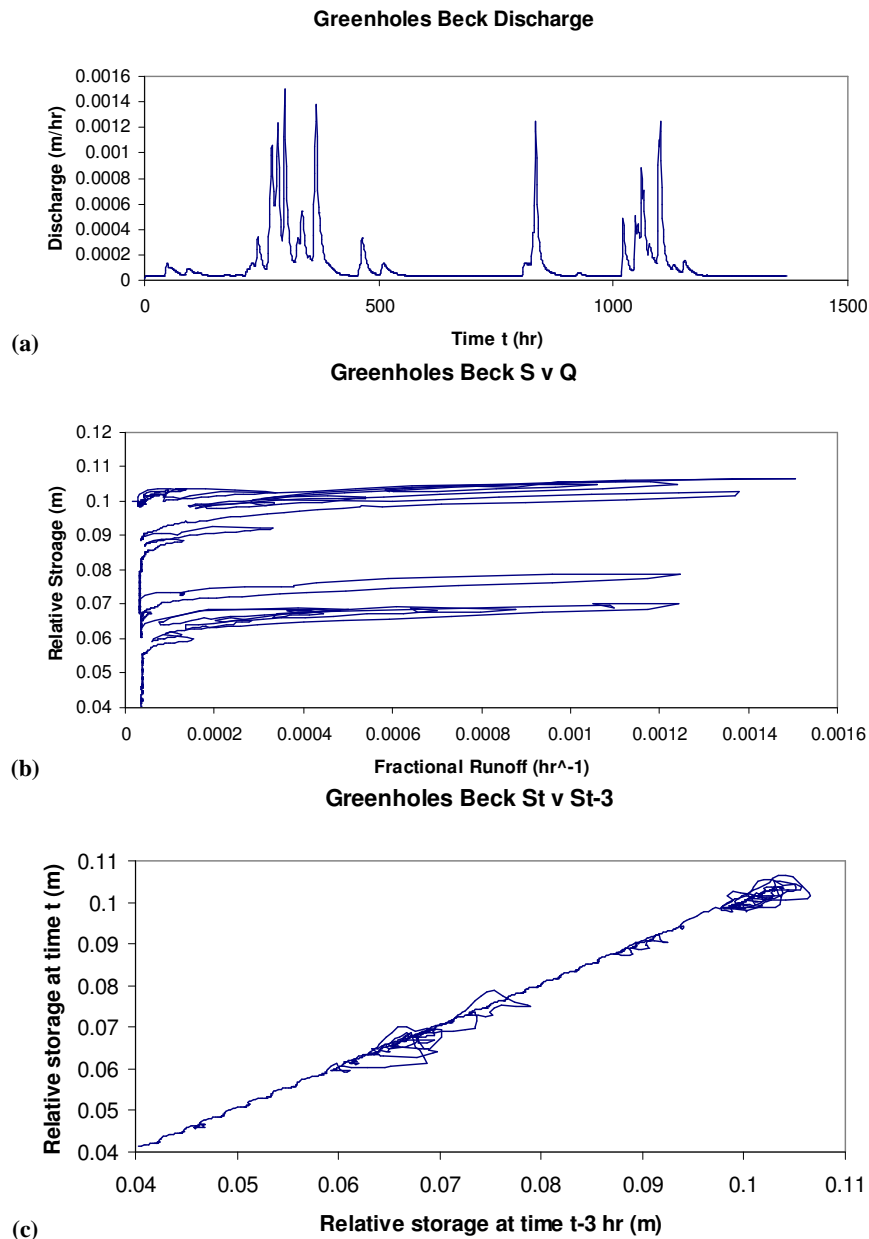 Greenholes Beck Discharge
0.0016
0.0014
0.0012
0.001
0.0008
0.0006
0.0004
0.0002
0
Discharge (m/hr)
0 500 1000 1500
Time t (hr)
(a)
Greenholes Beck S v Q
0.12
0.11
0.1
0.09
0.08
0.07
0.06
0.05
0.04
Relative Stroage (m)
0 0.0002 0.0004 0.0006 0.0008 0.001 0.0012 0.0014 0.0016
Fractional Runoff (hr^-1)
(b)
Greenholes Beck St v St-3
0.11
0.1
0.09
0.08
0.07
0.06
0.05
0.04
Relative storage at time t (m)
0.04 0.05 0.06 0.07 0.08 0.09 0.1 0.11
Relative storage at time t-3 hr (m)
(c)